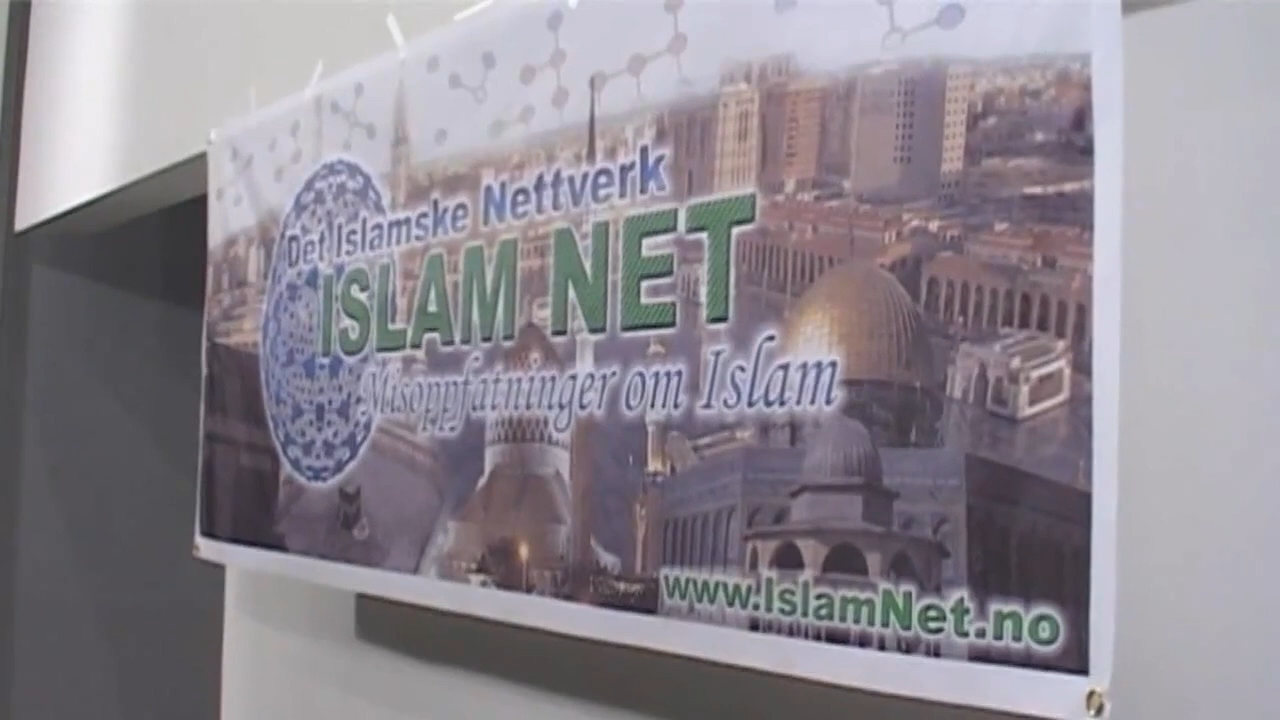 Det Islamske Nettverk
ISLAM NET
Misoppfatninger om Islam
www.IslamNet.no